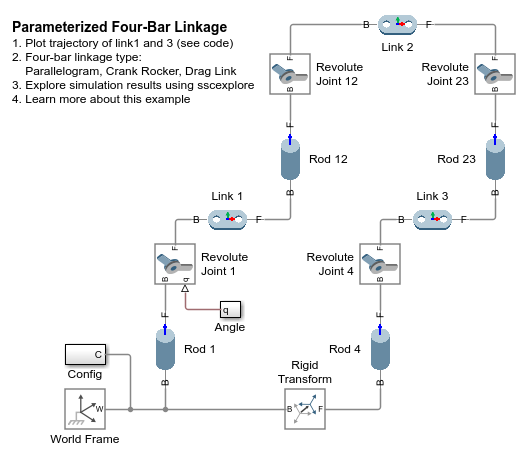 Parameterized Four-Bar Linkage
1. Plot trajectory of link1 and 3 (see code)
2. Four-bar linkage type:
Parallelogram, Crank Rocker, Drag Link
3. Explore simulation results using sscexplore
4. Learn more about this example
B F
Link 2
F
Revolute
Joint 12
B
F
Revolute
Joint 23
B
F
Rod 12
B
F
Rod 23
B
Link 1
B F
Link 3
B F
F
Revolute
Joint 1
B q
F
Revolute
Joint 4
B
q
Angle
F
Rod 1
B
F
Rod 4
B
C
Config
Rigid
Transform
B F
W
World Frame